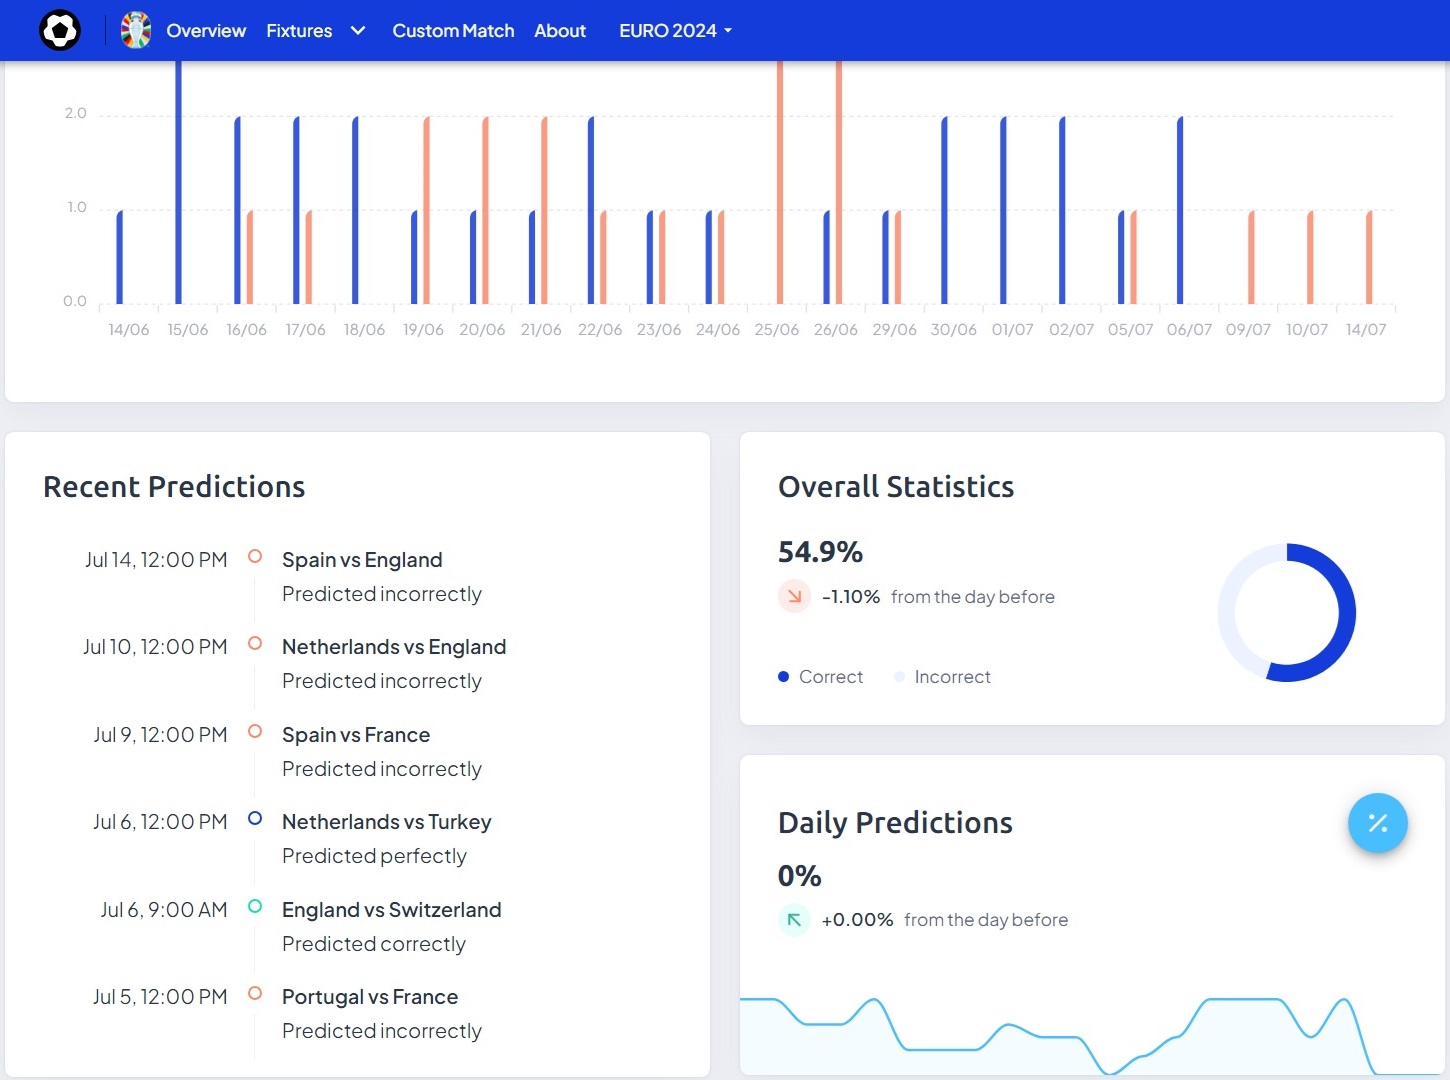 Overview Fixtures Custom Match About EURO 2024
2.0
1.0
0.0
14/06 15/06 16/06 17/06 18/06 19/06 20/06 21/06 22/06 23/06 24/06 25/06 26/06 29/06 30/06 01/07 02/07 05/07 06/07 09/07 10/07 14/07
Recent Predictions
Jul 14, 12:00 PM Spain vs England
Predicted incorrectly
Jul 10, 12:00 PM Netherlands vs England
Predicted incorrectly
Jul 9, 12:00 PM Spain vs France
Predicted incorrectly
Jul 6, 12:00 PM Netherlands vs Turkey
Predicted perfectly
Jul 6, 9:00 AM England vs Switzerland
Predicted correctly
Jul 5, 12:00 PM Portugal vs France
Predicted incorrectly
Overall Statistics
54.9%
-1.10% from the day before
Correct Incorrect
Daily Predictions
%
0%
+0.00% from the day before